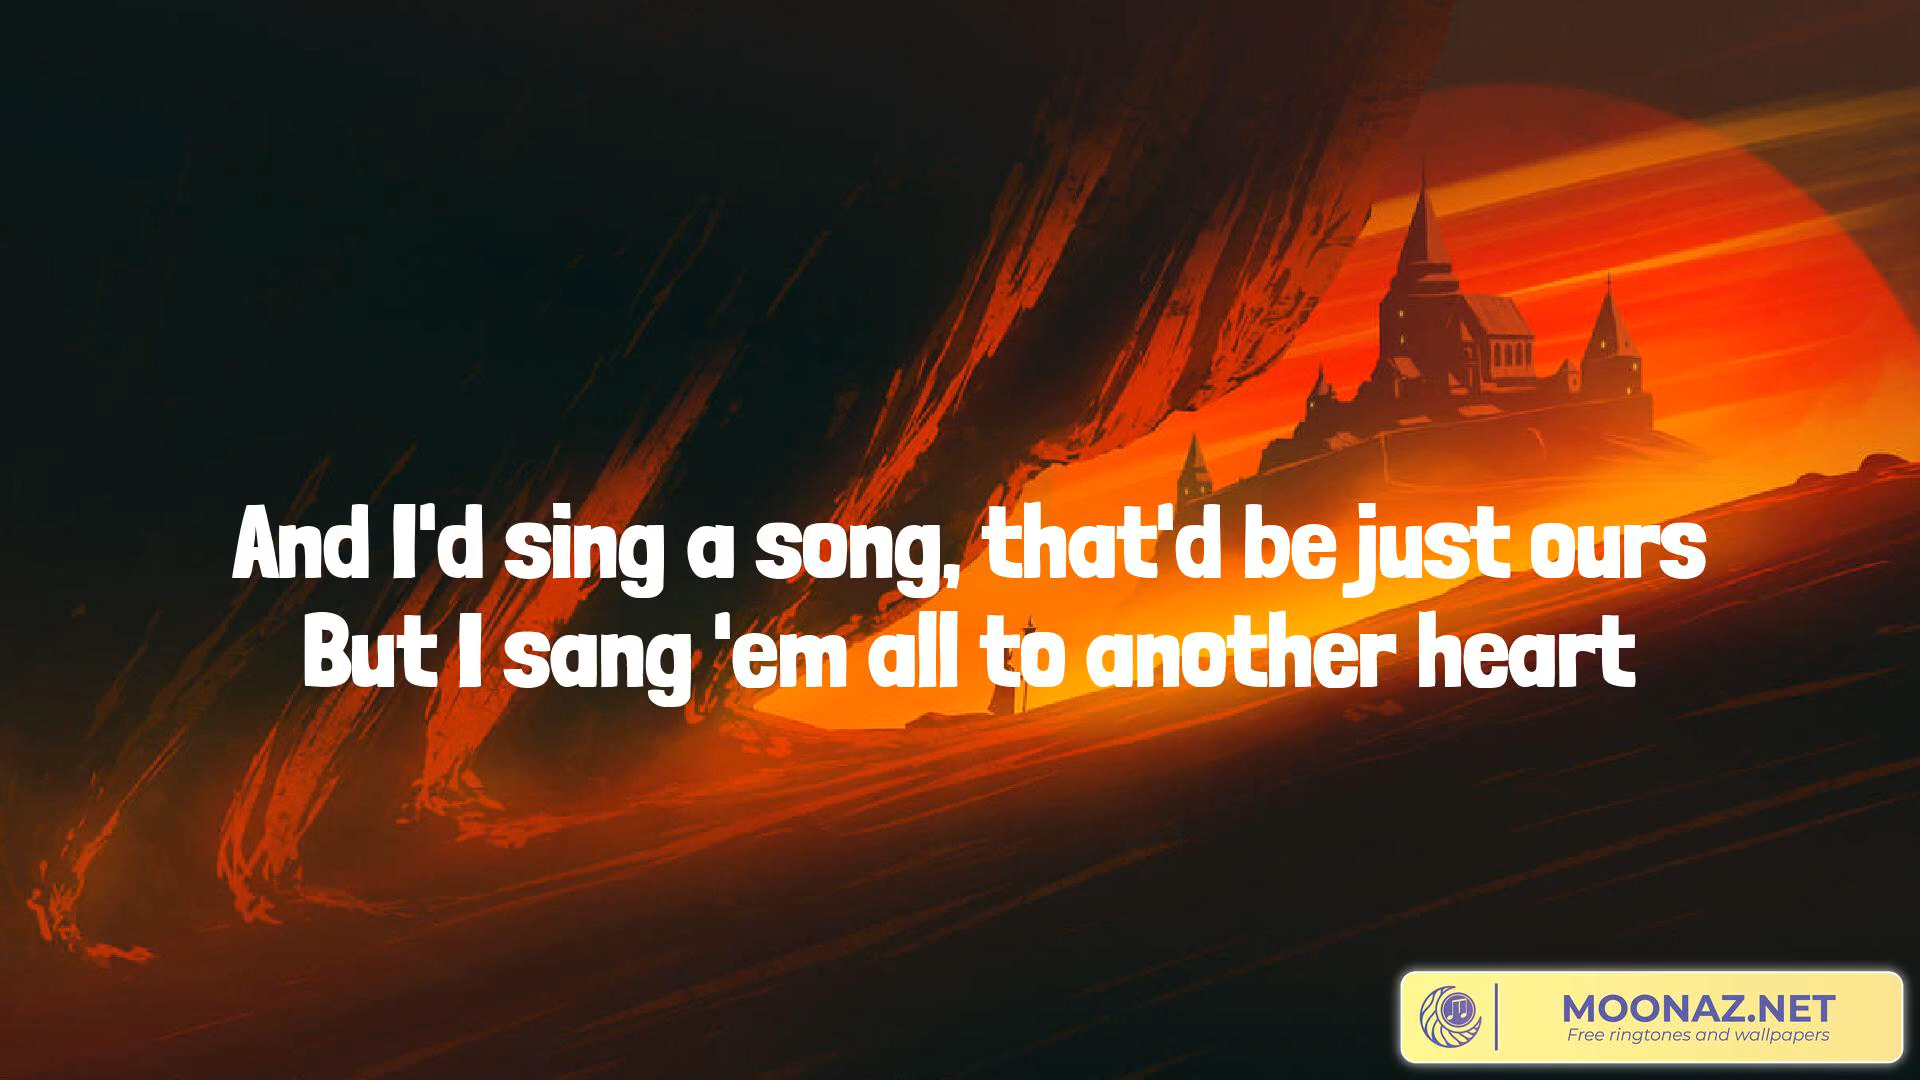 And I'd sing a song, that'd be just ours
But I sang 'em all to another heart
MOONAZ.NET
Free ringtones and wallpapers